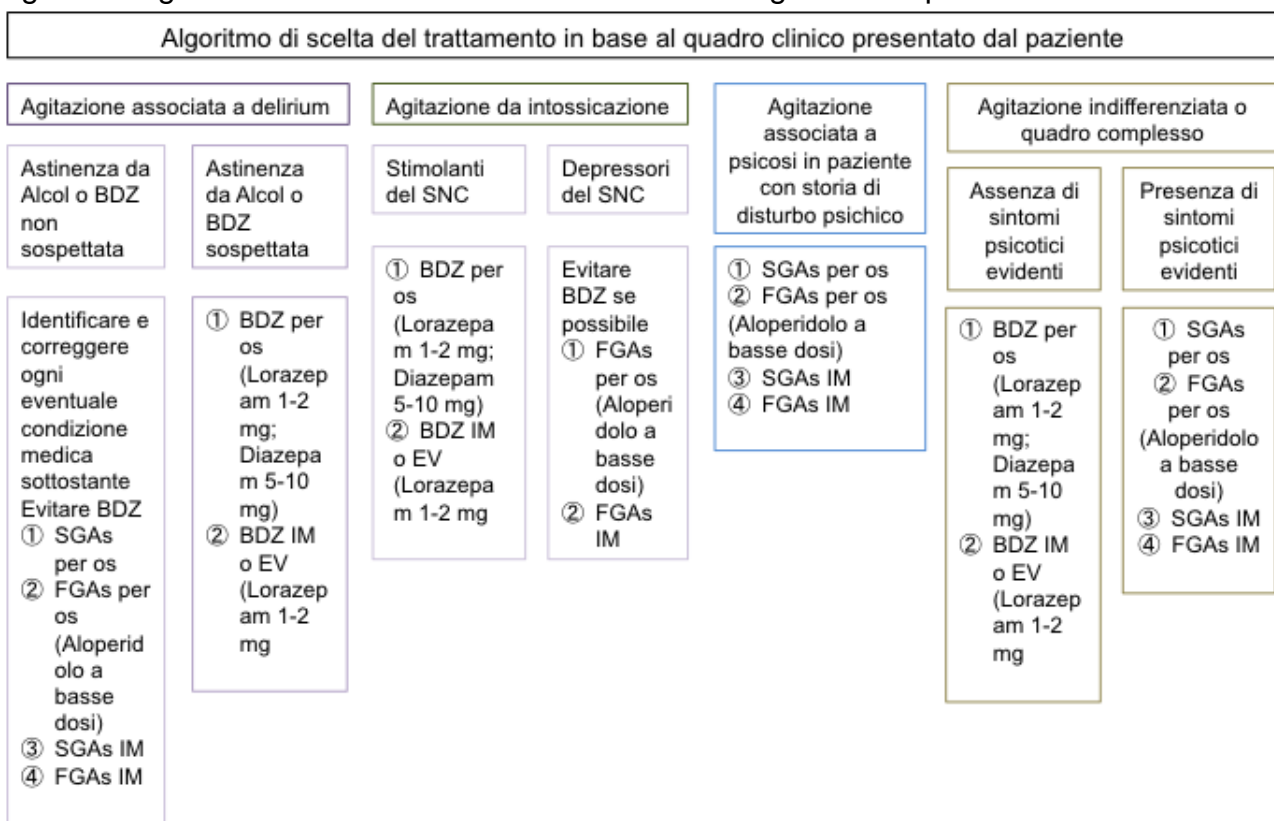 Algoritmo di scelta del trattamento in base al quadro clinico presentato dal paziente
Agitazione associata a delirium
Astinenza da
Alcol o BDZ
non
sospettata
Identificare e
correggere
ogni
eventuale
condizione
medica
sottostante
Evitare BDZ
① SGAs
per os
② FGAs per
os
(Aloperid
olo a
basse
dosi)
③ SGAs IM
④ FGAs IM
Astinenza
da Alcol o
BDZ
sospettata
① BDZ per
os
(Lorazep
am 1-2
mg;
Diazepa
m 5-10
mg)
② BDZ IM
o EV
(Lorazep
am 1-2
mg
Agitazione da intossicazione
Stimolanti
del SNC
① BDZ per
os
(Lorazepa
m 1-2 mg;
Diazepam
5-10 mg)
② BDZ IM
o EV
(Lorazepa
m 1-2 mg
Depressori
del SNC
Evitare
BDZ se
possibile
① FGAs
per os
(Aloperi
dolo a
basse
dosi)
② FGAs
IM
Agitazione
associata a
psicosi in paziente
con storia di
disturbo psichico
① SGAs per os
② FGAs per os
(Aloperidolo a
basse dosi)
③ SGAs IM
④ FGAs IM
Agitazione indifferenziata o
quadro complesso
Assenza di
sintomi
psicotici
evidenti
① BDZ per
os
(Lorazep
am 1-2
mg;
Diazepa
m 5-10
mg)
② BDZ IM
o EV
(Lorazep
am 1-2
mg
Presenza di
sintomi
psicotici
evidenti
① SGAs
per os
② FGAs
per os
(Aloperidolo
a basse
dosi)
③ SGAs IM
④ FGAs IM